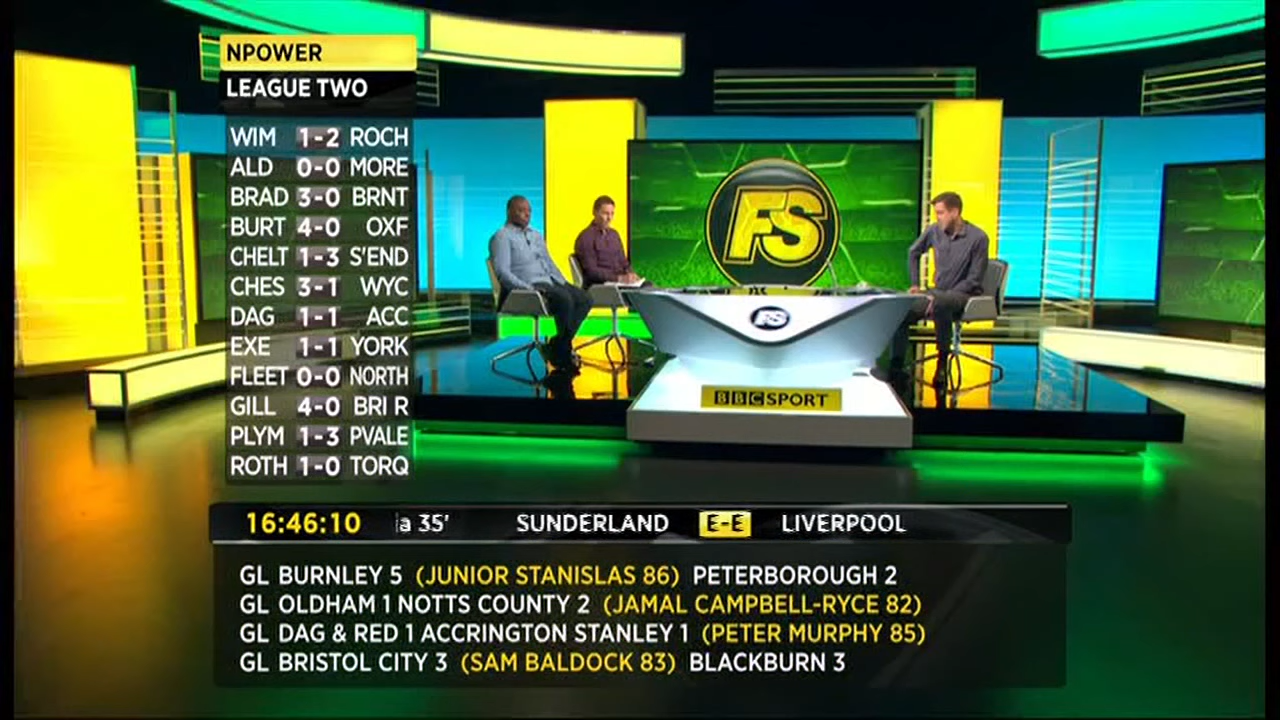 NPOWER
LEAGUE TWO
WIM 1-2 ROCH
ALD 0-0 MORE
BRAD 3-0 BRNT
BURT 4-0 OXF
CHELT 1-3 S'END
CHES 3-1 WYC
DAG 1-1 ACC
EXE 1-1 YORK
FLEET 0-0 NORTH
GILL 4-0 BRI R
PLYM 1-3 PVALE
ROTH 1-0 TORQ
FS
FS
BBC SPORT
16:46:10 a 35' SUNDERLAND E-E LIVERPOOL
GL BURNLEY 5 (JUNIOR STANISLAS 86) PETERBOROUGH 2
GL OLDHAM 1 NOTTS COUNTY 2 (JAMAL CAMPBELL-RYCE 82)
GL DAG & RED 1 ACCRINGTON STANLEY 1 (PETER MURPHY 85)
GL BRISTOL CITY 3 (SAM BALDOCK 83) BLACKBURN 3